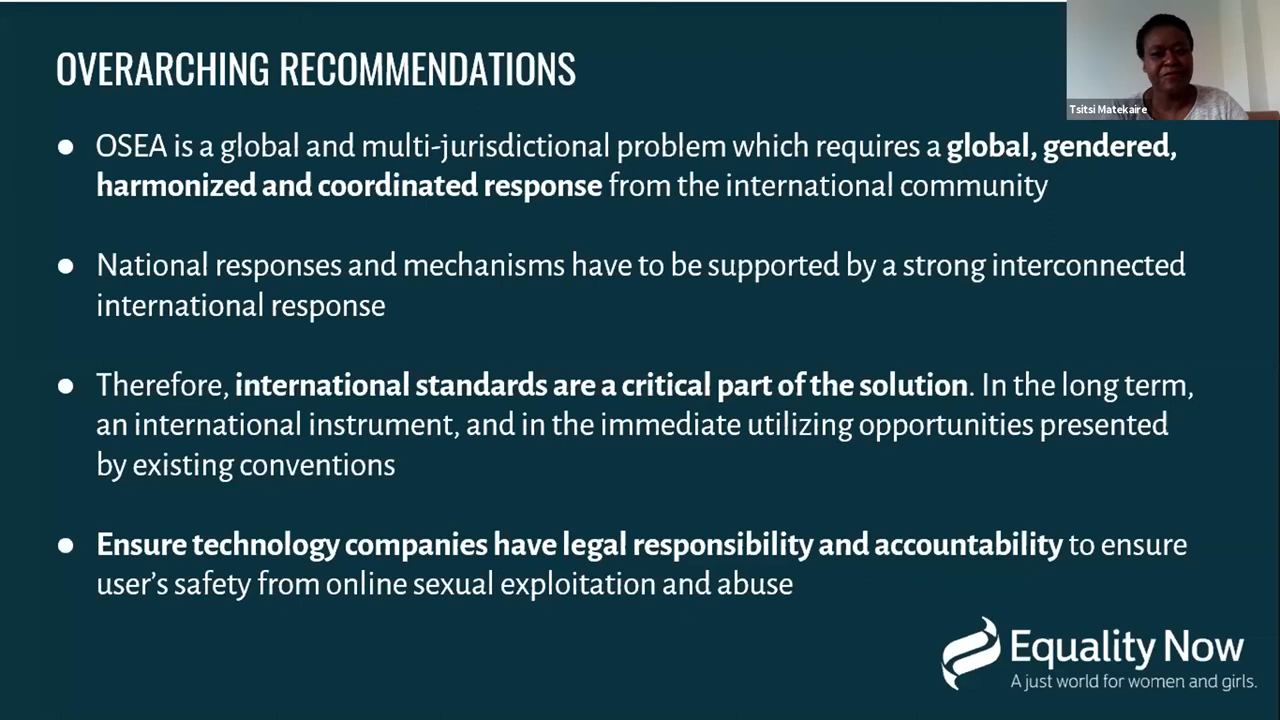 OVERARCHING RECOMMENDATIONS
Tsitsi Matekaire
● OSEA is a global and multi-jurisdictional problem which requires a global, gendered,
harmonized and coordinated response from the international community
● National responses and mechanisms have to be supported by a strong interconnected
international response
● Therefore, international standards are a critical part of the solution. In the long term,
an international instrument, and in the immediate utilizing opportunities presented
by existing conventions
● Ensure technology companies have legal responsibility and accountability to ensure
user’s safety from online sexual exploitation and abuse
Equality Now
A just world for women and girls.